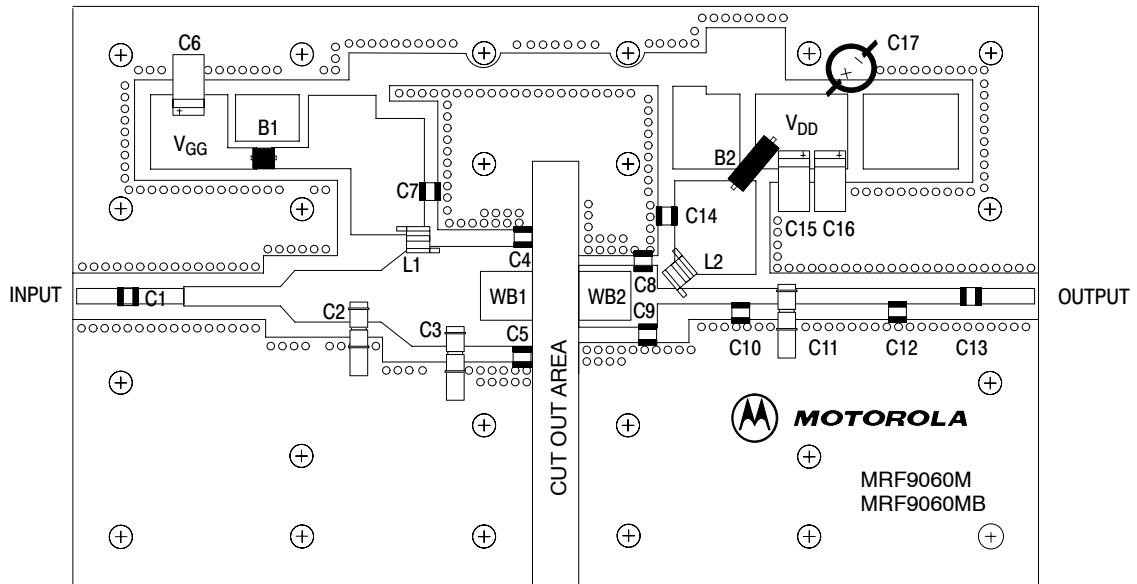 C6
C17
B1
VGG
VDD
B2
C7
C14
C15 C16
L1
C4
L2
C8
INPUT
C1
WB1
WB2
OUTPUT
C2
C3
C5
C9
C10
C11
C12
C13
CUT OUT AREA
MOTOROLA
MRF9060M
MRF9060MB